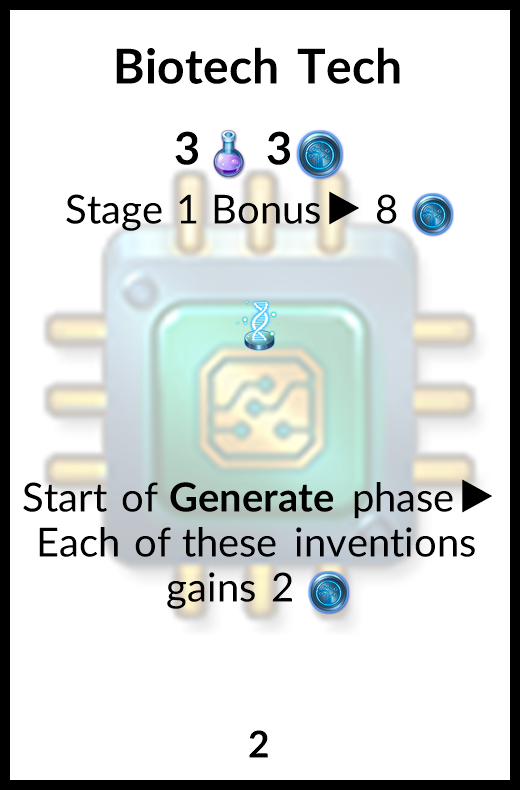 Biotech Tech
3 3
Stage 1 Bonus▶ 8
Start of Generate phase▶
Each of these inventions
gains 2
2